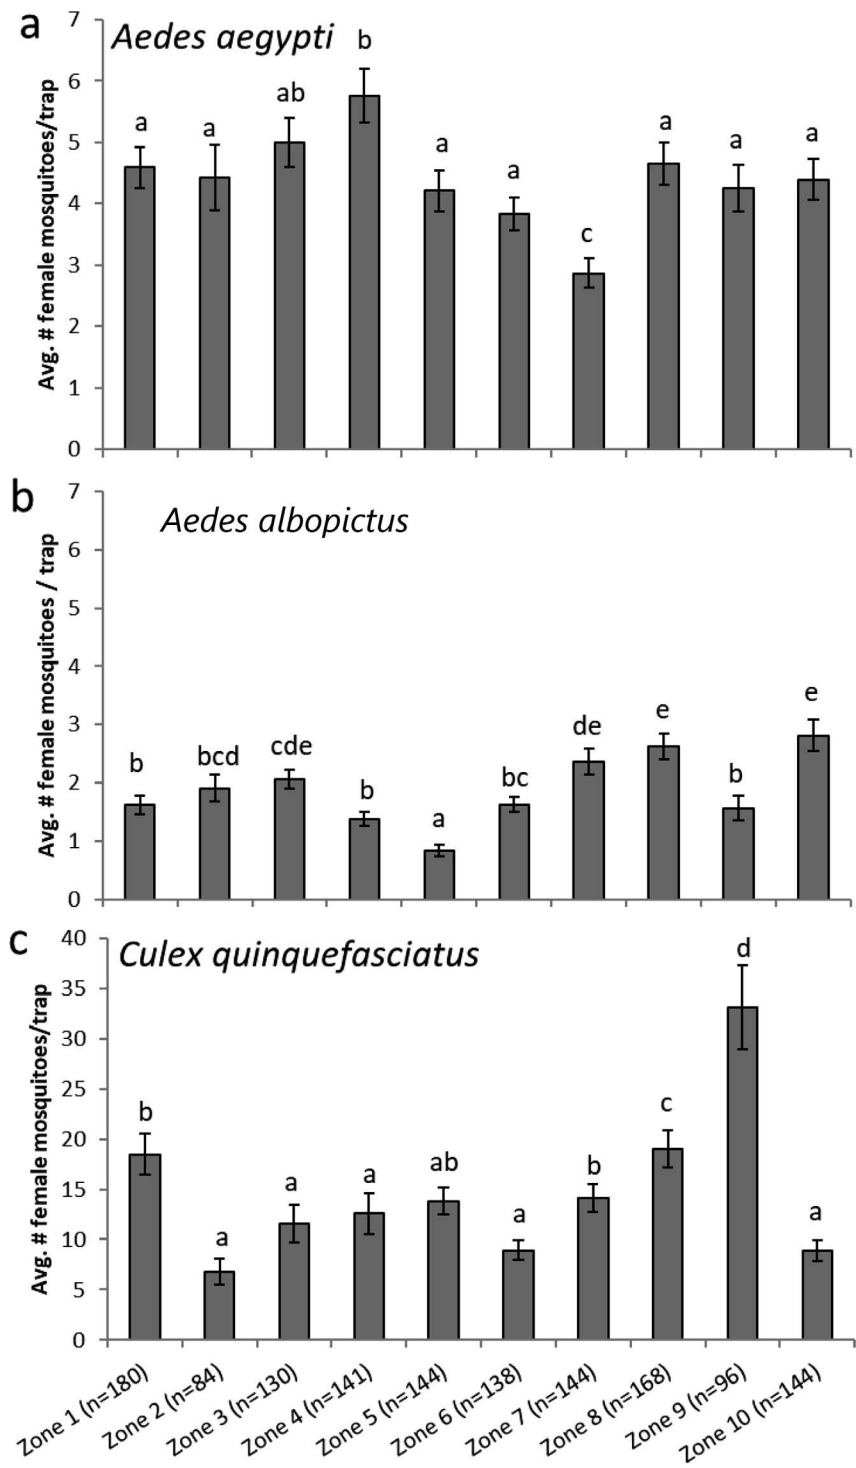 a
Aedes aegypti
Avg. # female mosquitoes/trap
7
6
5
4
3
2
1
0
a
a
ab
b
a
a
c
a
a
a
b
Aedes albopictus
Avg. # female mosquitoes / trap
7
6
5
4
3
2
1
0
b
bcd
cde
b
a
bc
de
e
b
e
c
Culex quinquefasciatus
Avg. # female mosquitoes/trap
40
35
30
25
20
15
10
5
0
b
a
a
a
ab
a
b
c
d
a
Zone 1 (n=180)
Zone 2 (n=84)
Zone 3 (n=130)
Zone 4 (n=141)
Zone 5 (n=144)
Zone 6 (n=138)
Zone 7 (n=144)
Zone 8 (n=168)
Zone 9 (n=96)
Zone 10 (n=144)